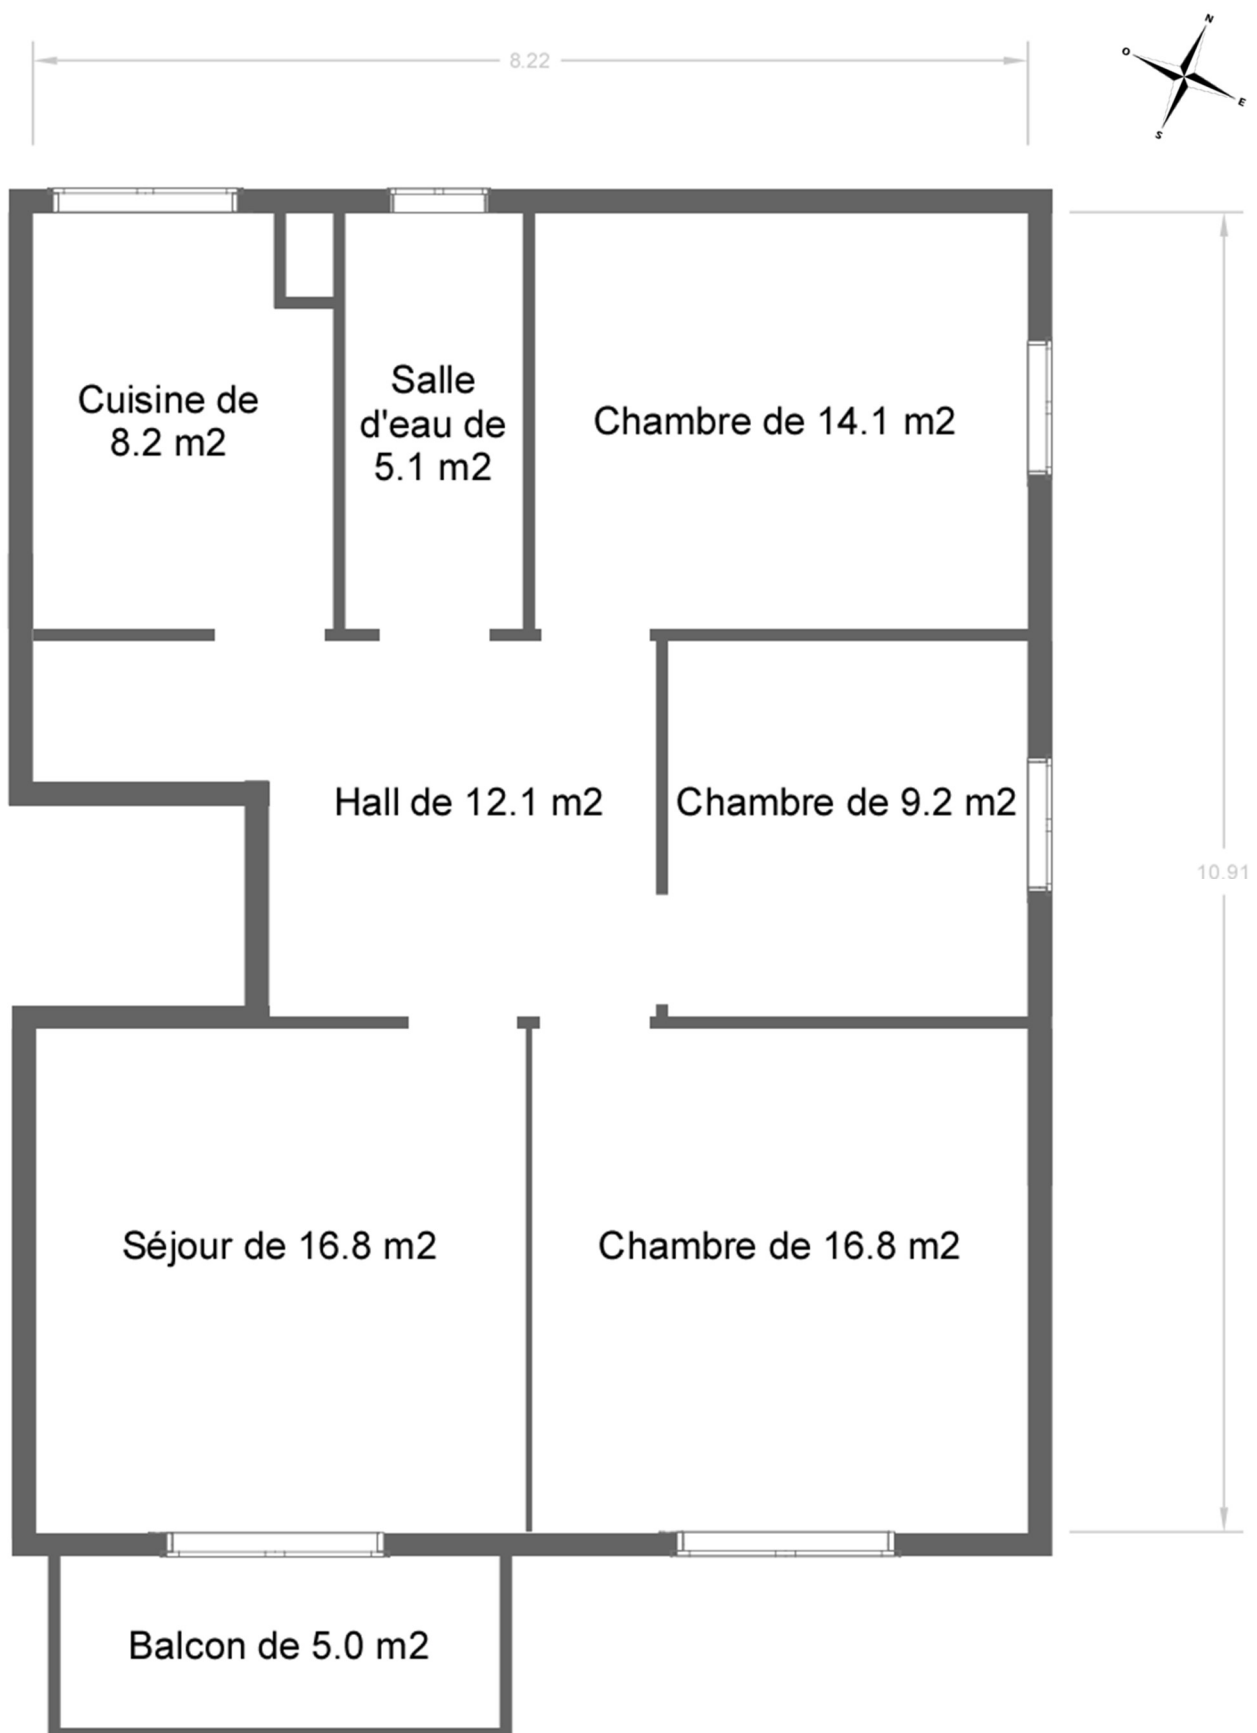 8.22
N
O
E
S
Cuisine de
8.2 m2
Salle
d'eau de
5.1 m2
Chambre de 14.1 m2
Hall de 12.1 m2
Chambre de 9.2 m2
10.91
Séjour de 16.8 m2
Chambre de 16.8 m2
Balcon de 5.0 m2